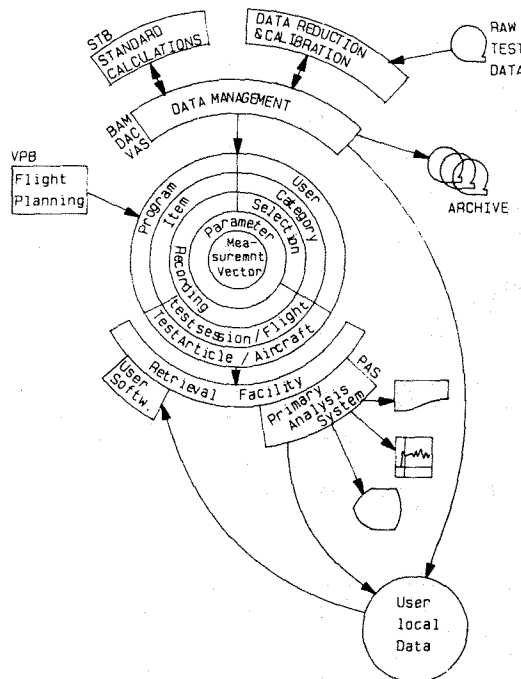 STB
STANDARD
CALCULATIONS
DATA REDUCTION
& CALIBRATION
RAW
TEST
DATA
BAM
DAC
VAS
DATA MANAGEMENT
ARCHIVE
VPB
Flight
Planning
Program
Item
Recording
User
Category
Selection
Parameter
Mea-
suremnt
Vector
testsession/Flight
TestArticle / Aircraft
Retrieval Facility
User
Softw.
PAS
Primary
Analysis
System
User
local
Data